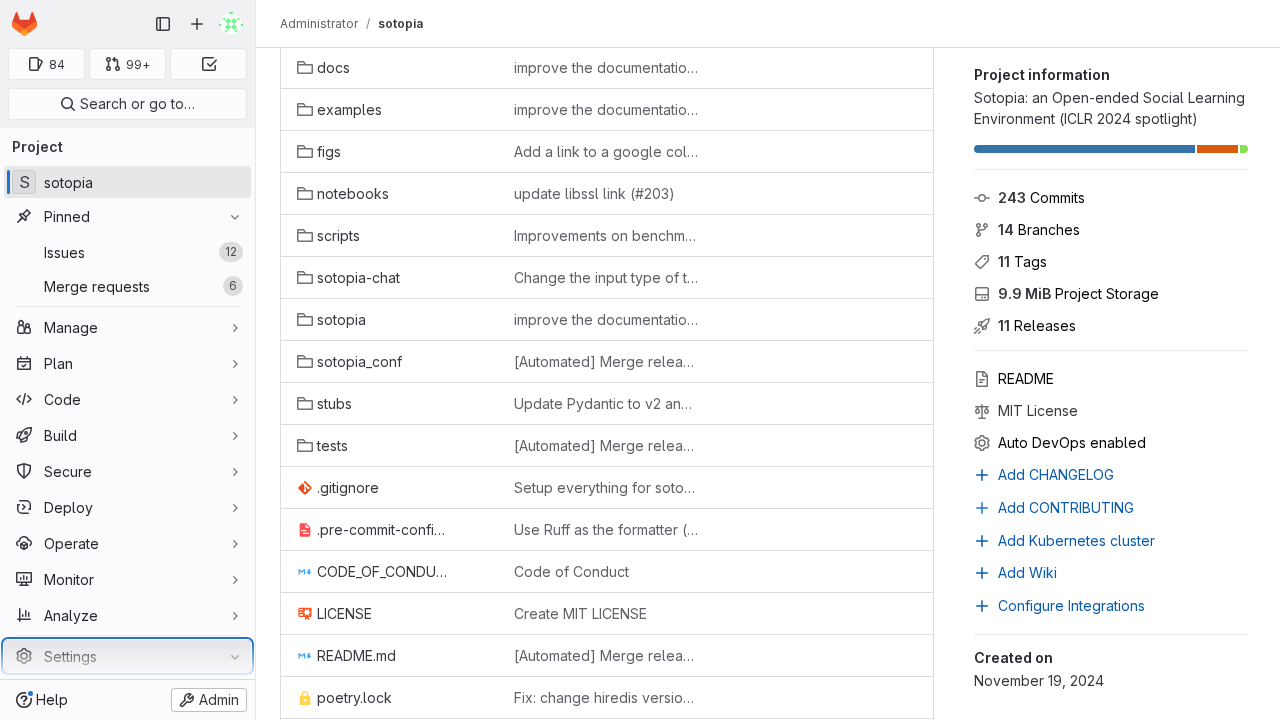 84
99+
Search or go to…
Project
S
sotopia
Pinned
Issues
12
Merge requests
6
Manage
Plan
Code
Build
Secure
Deploy
Operate
Monitor
Analyze
Settings
Help
Admin
Administrator / sotopia
docs
improve the documentatio…
examples
improve the documentatio…
figs
Add a link to a google col…
notebooks
update libssl link (#203)
scripts
Improvements on benchm…
sotopia-chat
Change the input type of t…
sotopia
improve the documentatio…
sotopia_conf
[Automated] Merge relea…
stubs
Update Pydantic to v2 an…
tests
[Automated] Merge relea…
.gitignore
Setup everything for soto…
.pre-commit-confi…
Use Ruff as the formatter (…
CODE_OF_CONDU…
Code of Conduct
LICENSE
Create MIT LICENSE
README.md
[Automated] Merge relea…
poetry.lock
Fix: change hiredis versio…
Project information
Sotopia: an Open-ended Social Learning
Environment (ICLR 2024 spotlight)
243 Commits
14 Branches
11 Tags
9.9 MiB Project Storage
11 Releases
README
MIT License
Auto DevOps enabled
Add CHANGELOG
Add CONTRIBUTING
Add Kubernetes cluster
Add Wiki
Configure Integrations
Created on
November 19, 2024